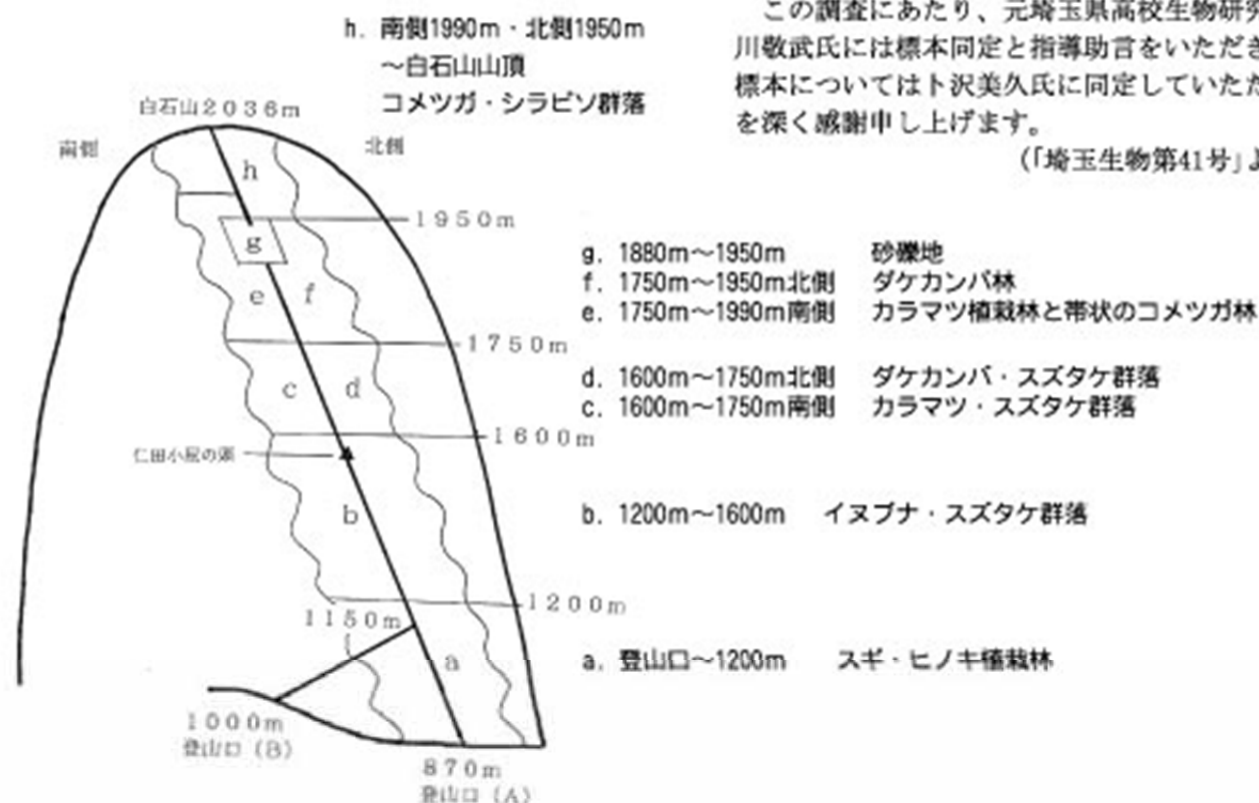 h. 南側1990m・北側1950m
～白石山山頂
コメツガ・シラビソ群落
この調査にあたり、元埼玉県高校生物研究
川敬武氏には標本同定と指導助言をいただき
標本については卜沢美久氏に同定していただ
を深く感謝申し上げます。
(「埼玉生物第41号」よ
白石山2036m
南側
北側
h
1950m
g
e
f
1750m
c
d
1600m
仁田小屋の頭
b
1200m
1150m
a
1000m
登山口(B)
870m
登山口(A)
g. 1880m～1950m 砂礫地
f. 1750m～1950m北側 ダケカンバ林
e. 1750m～1990m南側 カラマツ植栽林と帯状のコメツガ林
d. 1600m～1750m北側 ダケカンバ・スズタケ群落
c. 1600m～1750m南側 カラマツ・スズタケ群落
b. 1200m～1600m イヌブナ・スズタケ群落
a. 登山口～1200m スギ・ヒノキ植栽林